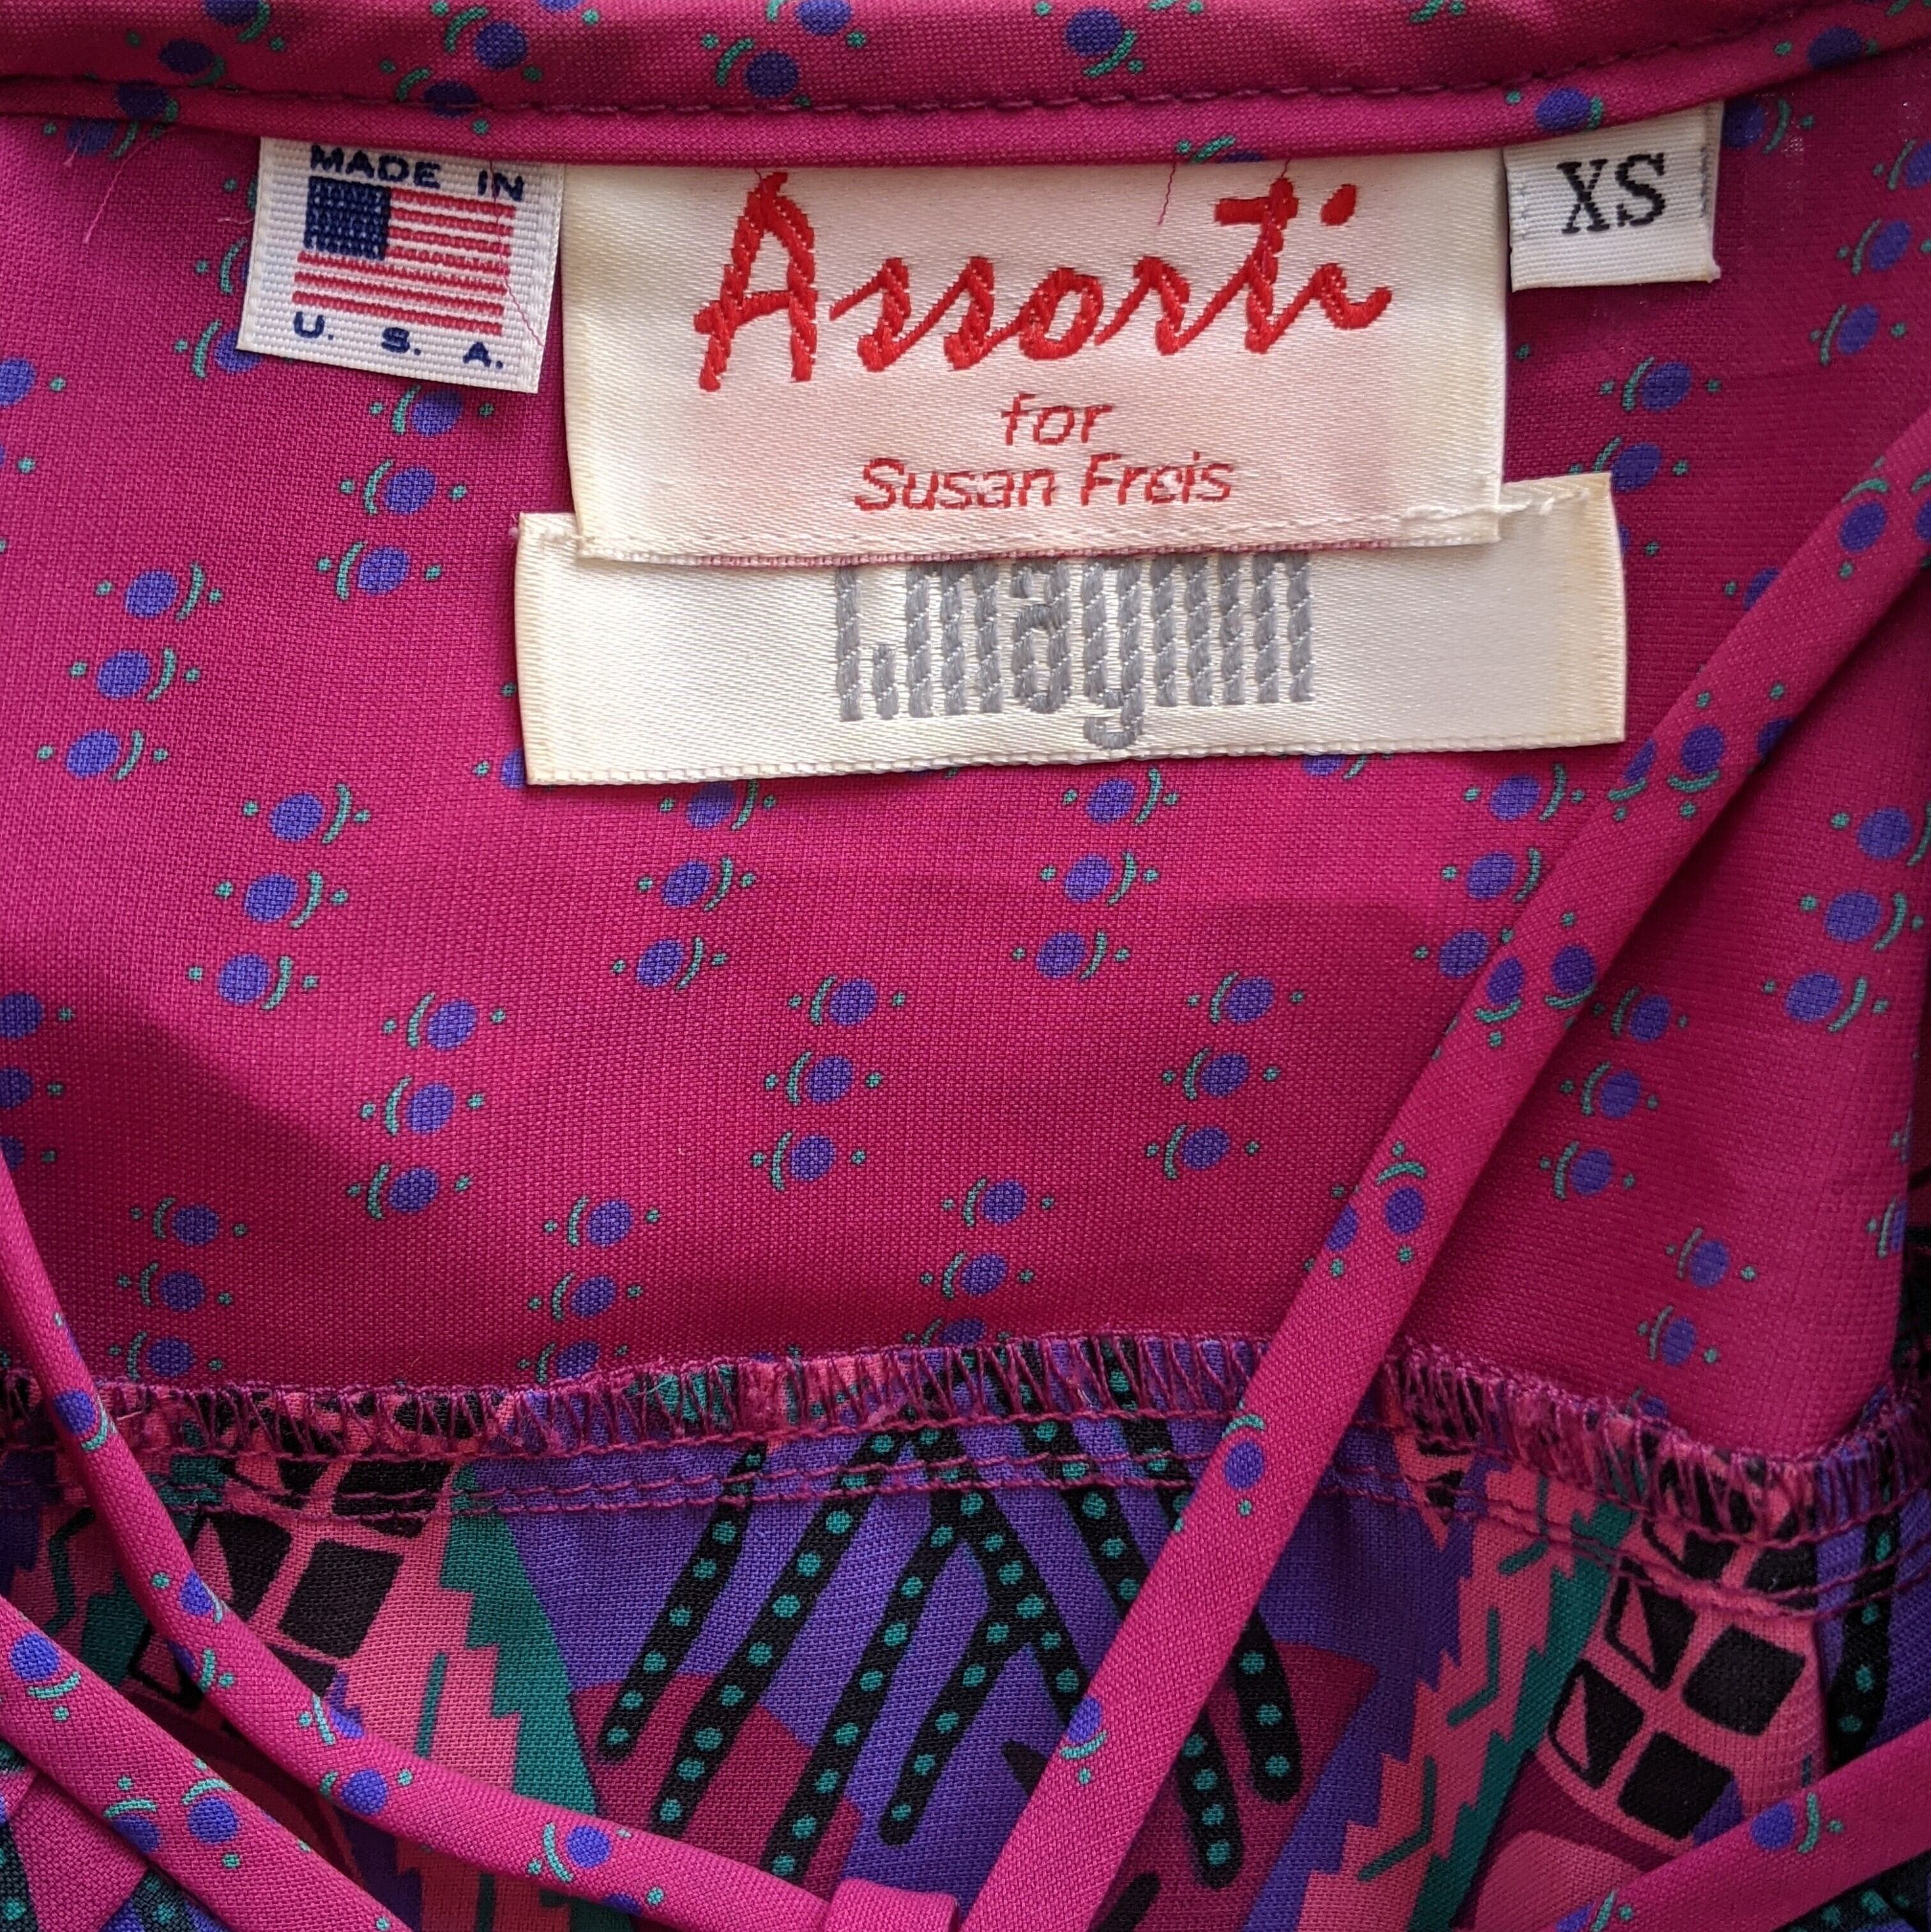 MADE IN
U. S. A.
Assorti
for
Susan Freis
XS
i.magnin